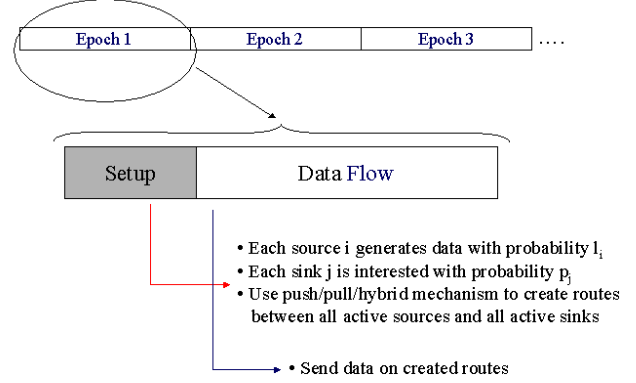 Epoch 1 Epoch 2 Epoch 3 ....
Setup Data Flow
• Each source i generates data with probability lᵢ
• Each sink j is interested with probability pⱼ
• Use push/pull/hybrid mechanism to create routes
between all active sources and all active sinks
• Send data on created routes